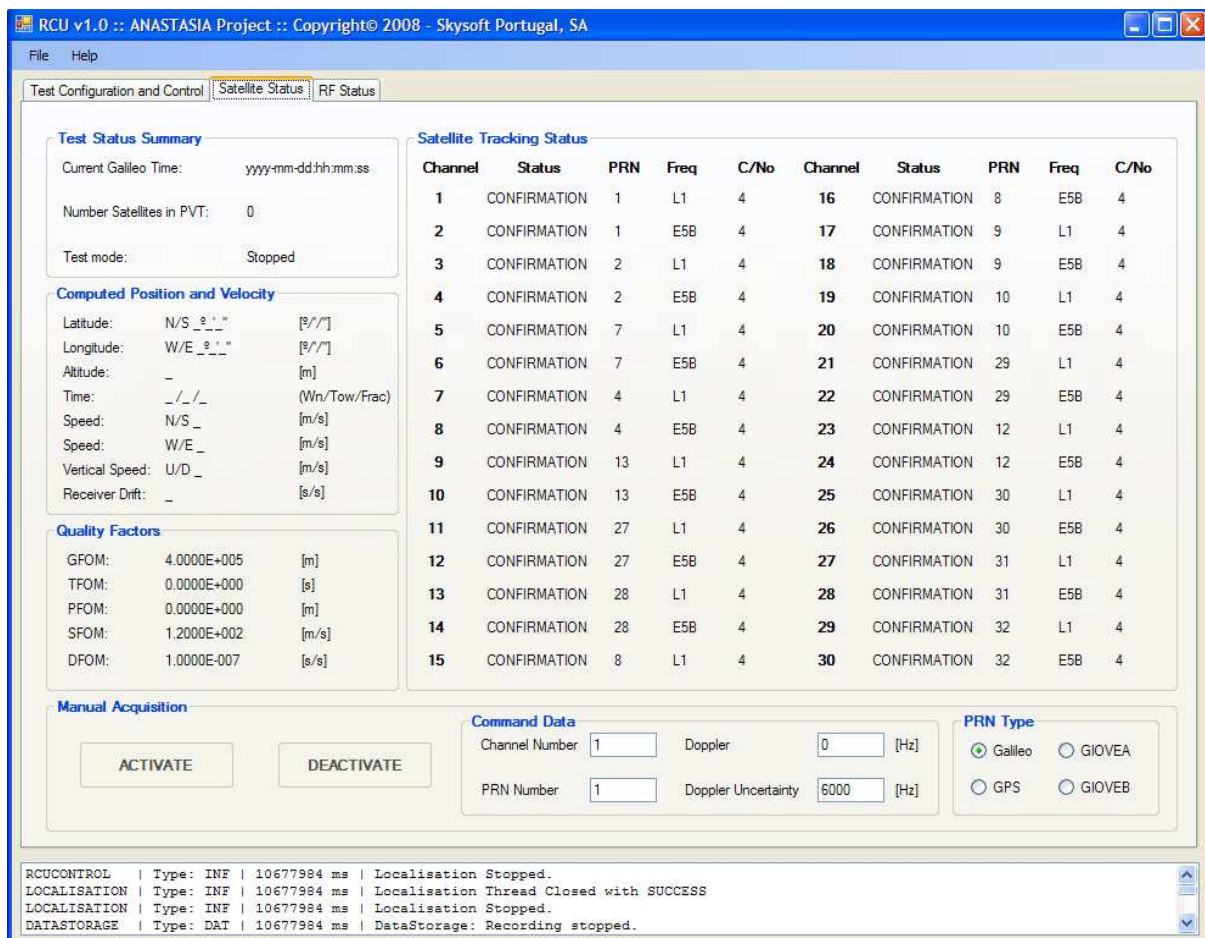 RCU v1.0 :: ANASTASIA Project :: Copyright© 2008 - Skysoft Portugal, SA
File Help
Test Configuration and Control Satellite Status RF Status
Test Status Summary
Current Galileo Time: yyyy-mm-dd:hh:mm:ss
Number Satellites in PVT: 0
Test mode: Stopped
Computed Position and Velocity
Latitude: N/S _º_'_" [º/'/"]
Longitude: W/E _º_'_" [º/'/"]
Altitude: _ [m]
Time: _/_/_ (Wn/Tow/Frac)
Speed: N/S _ [m/s]
Speed: W/E _ [m/s]
Vertical Speed: U/D _ [m/s]
Receiver Drift: _ [s/s]
Quality Factors
GFOM: 4.0000E+005 [m]
TFOM: 0.0000E+000 [s]
PFOM: 0.0000E+000 [m]
SFOM: 1.2000E+002 [m/s]
DFOM: 1.0000E-007 [s/s]
Satellite Tracking Status
Channel Status PRN Freq C/No Channel Status PRN Freq C/No
1 CONFIRMATION 1 L1 4 16 CONFIRMATION 8 E5B 4
2 CONFIRMATION 1 E5B 4 17 CONFIRMATION 9 L1 4
3 CONFIRMATION 2 L1 4 18 CONFIRMATION 9 E5B 4
4 CONFIRMATION 2 E5B 4 19 CONFIRMATION 10 L1 4
5 CONFIRMATION 7 L1 4 20 CONFIRMATION 10 E5B 4
6 CONFIRMATION 7 E5B 4 21 CONFIRMATION 29 L1 4
7 CONFIRMATION 4 L1 4 22 CONFIRMATION 29 E5B 4
8 CONFIRMATION 4 E5B 4 23 CONFIRMATION 12 L1 4
9 CONFIRMATION 13 L1 4 24 CONFIRMATION 12 E5B 4
10 CONFIRMATION 13 E5B 4 25 CONFIRMATION 30 L1 4
11 CONFIRMATION 27 L1 4 26 CONFIRMATION 30 E5B 4
12 CONFIRMATION 27 E5B 4 27 CONFIRMATION 31 L1 4
13 CONFIRMATION 28 L1 4 28 CONFIRMATION 31 E5B 4
14 CONFIRMATION 28 E5B 4 29 CONFIRMATION 32 L1 4
15 CONFIRMATION 8 L1 4 30 CONFIRMATION 32 E5B 4
Manual Acquisition
ACTIVATE DEACTIVATE
Command Data
Channel Number 1 Doppler 0 [Hz]
PRN Number 1 Doppler Uncertainty 6000 [Hz]
PRN Type
Galileo GIOVEA
GPS GIOVEB
RCUCONTROL | Type: INF | 10677984 ms | Localisation Stopped.
LOCALISATION | Type: INF | 10677984 ms | Localisation Thread Closed with SUCCESS
LOCALISATION | Type: INF | 10677984 ms | Localisation Stopped.
DATASTORAGE | Type: DAT | 10677984 ms | DataStorage: Recording stopped.